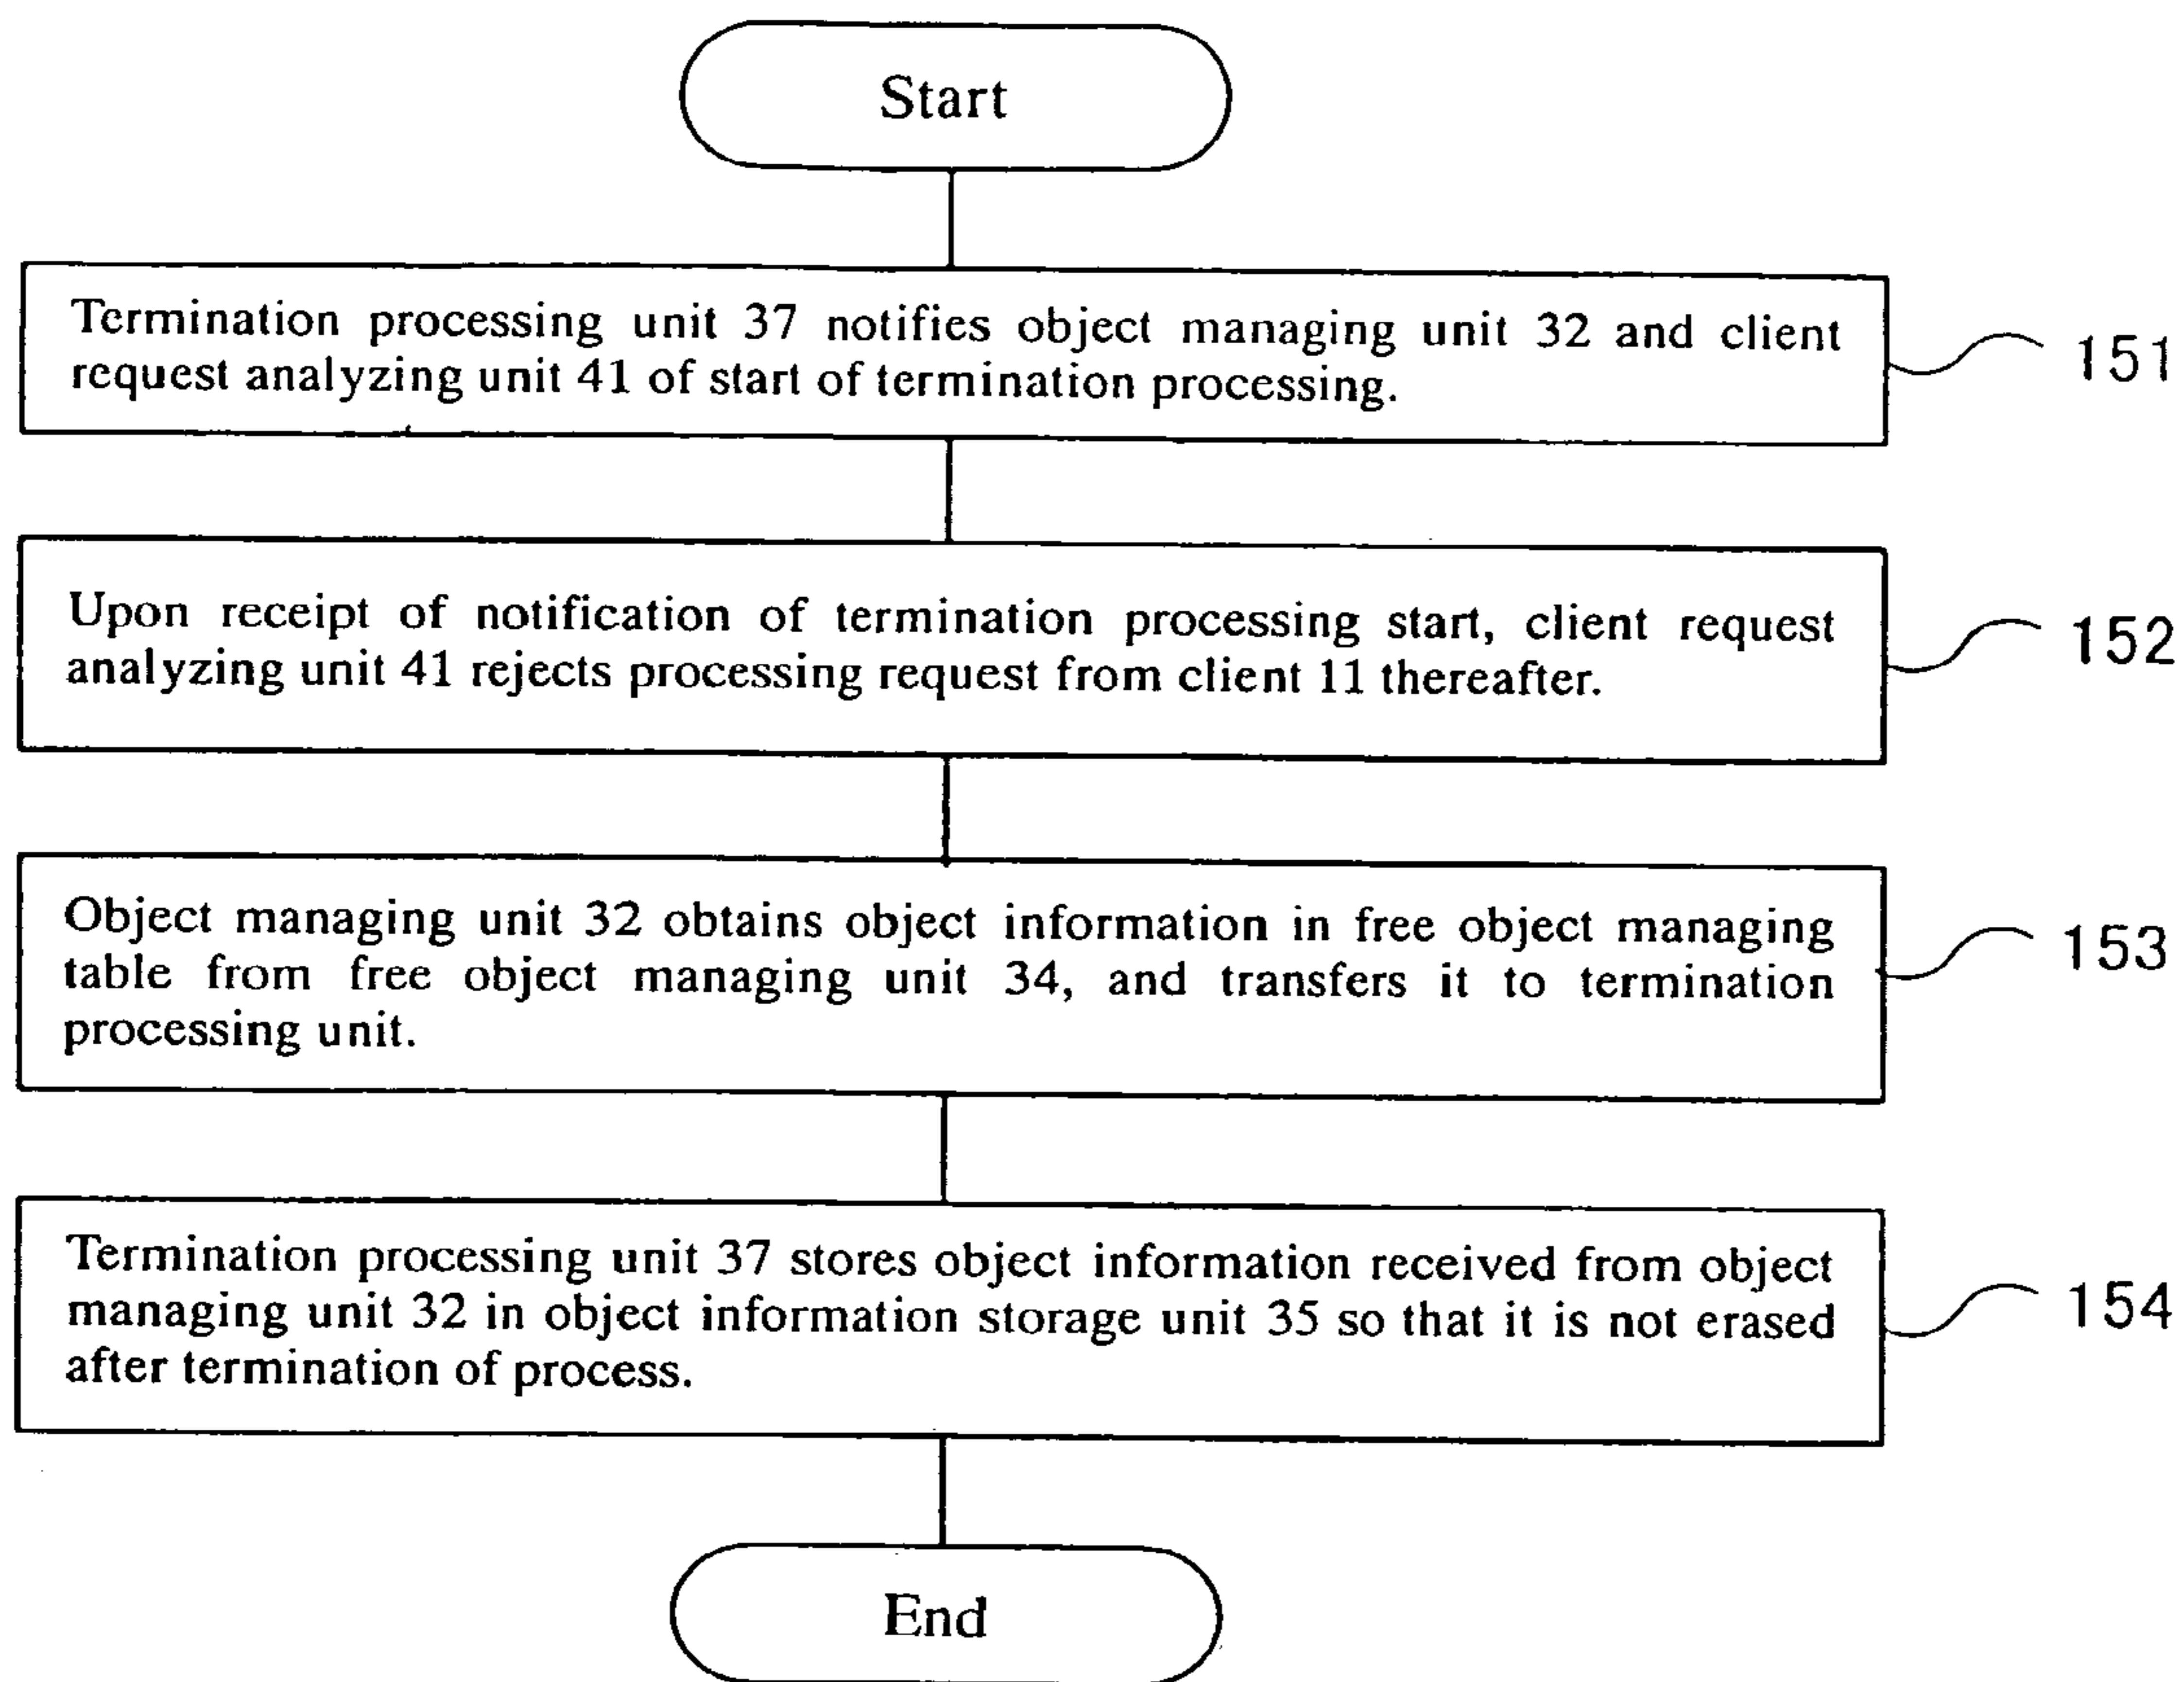 Start
Termination processing unit 37 notifies object managing unit 32 and client
request analyzing unit 41 of start of termination processing.
151
Upon receipt of notification of termination processing start, client request
analyzing unit 41 rejects processing request from client 11 thereafter.
152
Object managing unit 32 obtains object information in free object managing
table from free object managing unit 34, and transfers it to termination
processing unit.
153
Termination processing unit 37 stores object information received from object
managing unit 32 in object information storage unit 35 so that it is not erased
after termination of process.
154
End